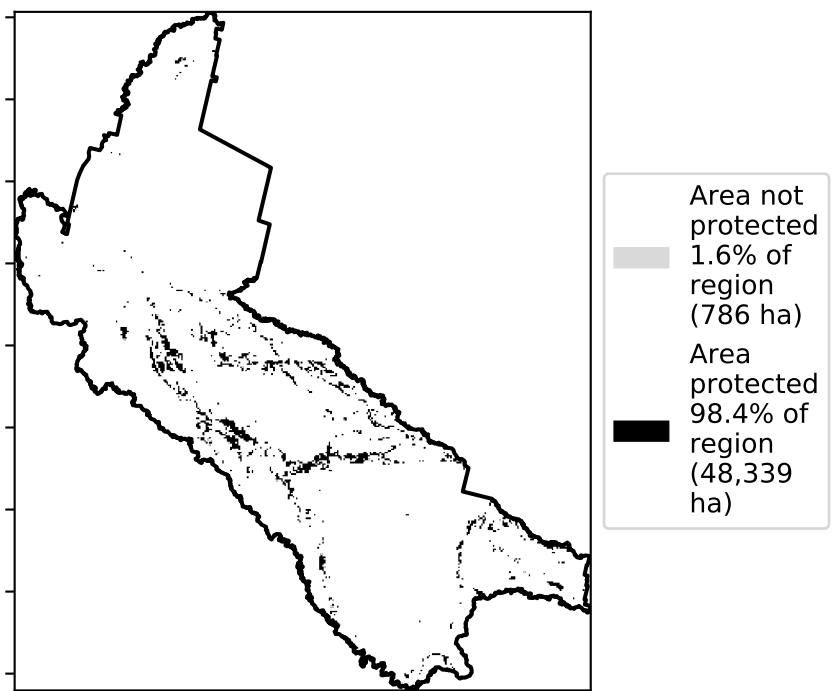 Area not
protected
1.6% of
region
(786 ha)
Area
protected
98.4% of
region
(48,339
ha)